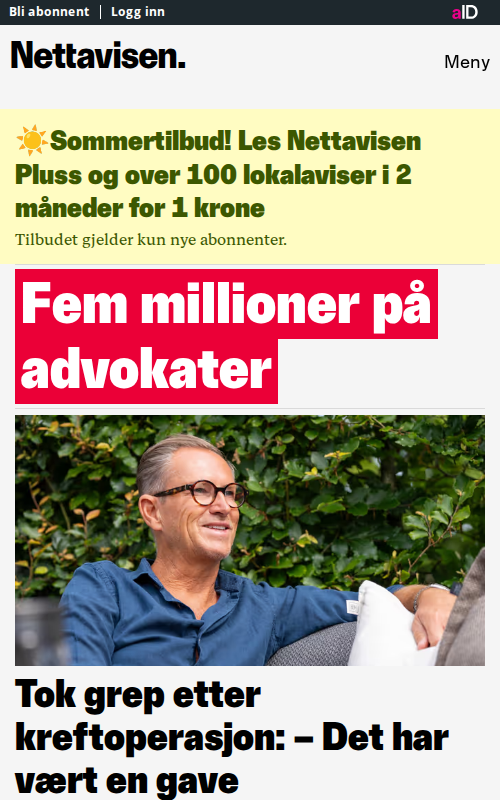 Bli abonnent | Logg inn
aID
Nettavisen.
Meny
☀️Sommertilbud! Les Nettavisen
Pluss og over 100 lokalaviser i 2
måneder for 1 krone
Tilbudet gjelder kun nye abonnenter.
Fem millioner på
advokater
Tok grep etter
kreftoperasjon: – Det har
vært en gave